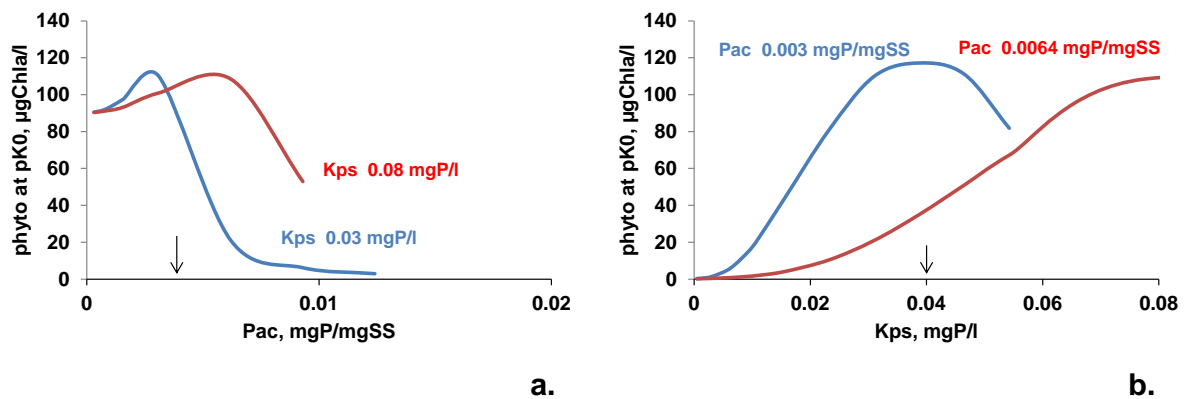 phyto at pK0, µgChla/l
140
120
100
80
60
40
20
0
Kps 0.08 mgP/l
Kps 0.03 mgP/l
0 0.01 0.02
Pac, mgP/mgSS
a.
phyto at pK0, µgChla/l
140
120
100
80
60
40
20
0
Pac 0.003 mgP/mgSS Pac 0.0064 mgP/mgSS
0 0.02 0.04 0.06 0.08
Kps, mgP/l
b.